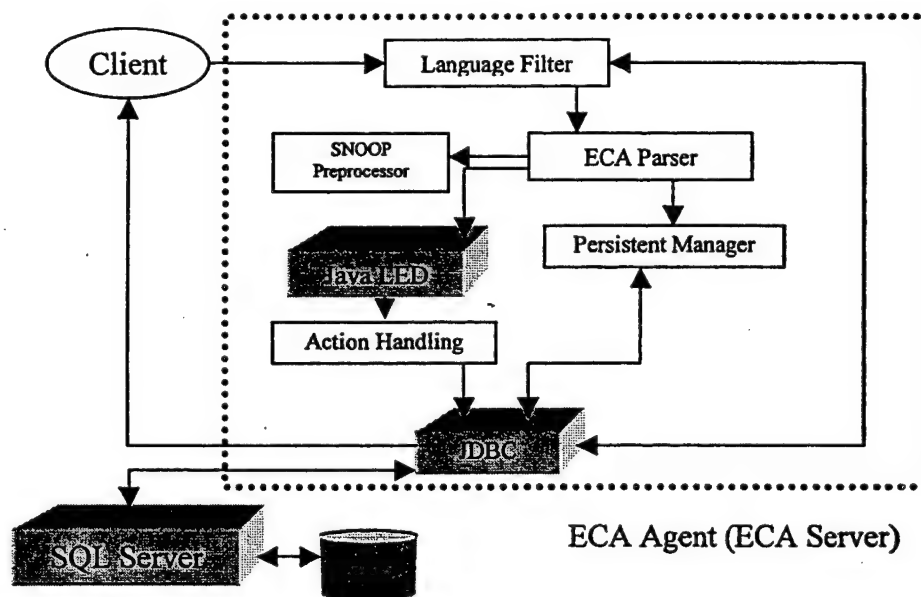 Client
Language Filter
SNOOP
Preprocessor
ECA Parser
Persistent Manager
Java LED
Action Handling
JDBC
SQL Server
ECA Agent (ECA Server)